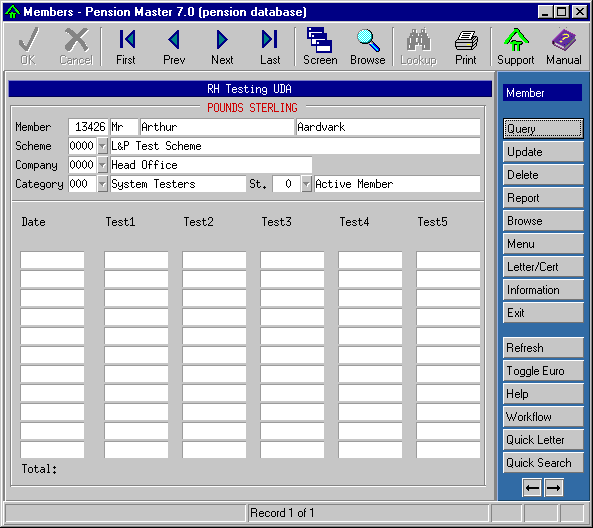 Members - Pension Master 7.0 (pension database)
OK Cancel First Prev Next Last Screen Browse Lookup Print Support Manual
RH Testing UDA
POUNDS STERLING
Member 13426 Mr Arthur Aardvark
Scheme 0000 L&P Test Scheme
Company 0000 Head Office
Category 000 System Testers St. 0 Active Member
Date Test1 Test2 Test3 Test4 Test5
Total:
Member
Query
Update
Delete
Report
Browse
Menu
Letter/Cert
Information
Exit
Refresh
Toggle Euro
Help
Workflow
Quick Letter
Quick Search
Record 1 of 1